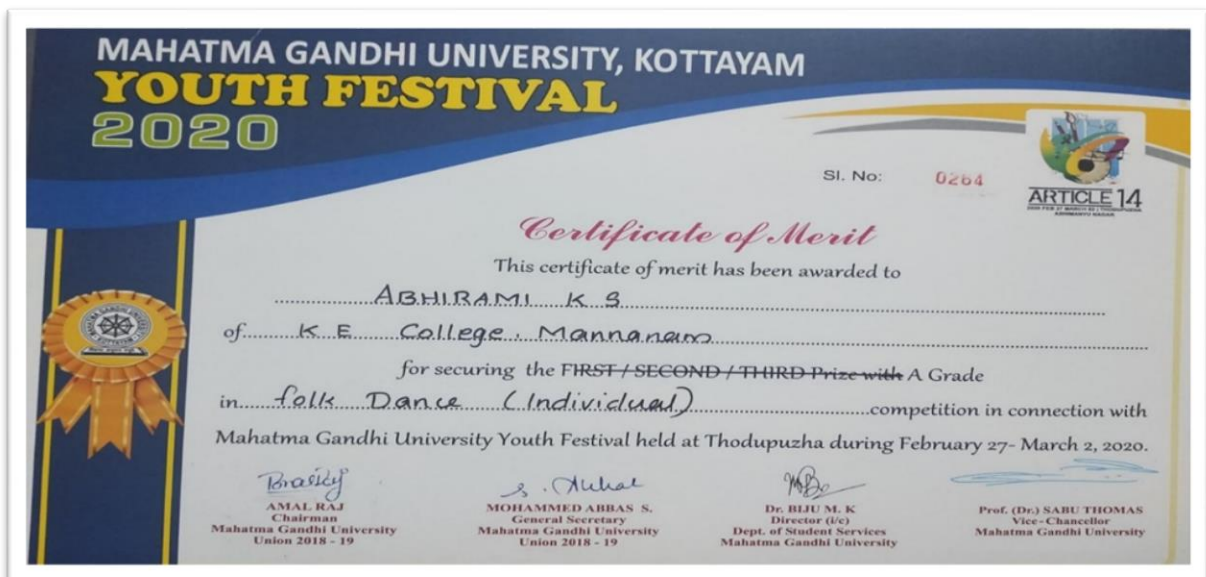 MAHATMA GANDHI UNIVERSITY, KOTTAYAM
YOUTH FESTIVAL
2020
Sl. No: 0264
ARTICLE 14
Certificate of Merit
This certificate of merit has been awarded to
ABHIRAMI K S
of K E College, Mannanam
for securing the FIRST / SECOND / THIRD Prize with A Grade
in folk Dance (Individual) competition in connection with
Mahatma Gandhi University Youth Festival held at Thodupuzha during February 27- March 2, 2020.
AMAL RAJ
Chairman
Mahatma Gandhi University
Union 2018 - 19
MOHAMMED ABBAS S.
General Secretary
Mahatma Gandhi University
Union 2018 - 19
Dr. BIJU M. K
Director (i/c)
Dept. of Student Services
Mahatma Gandhi University
Prof. (Dr.) SABU THOMAS
Vice-Chancellor
Mahatma Gandhi University